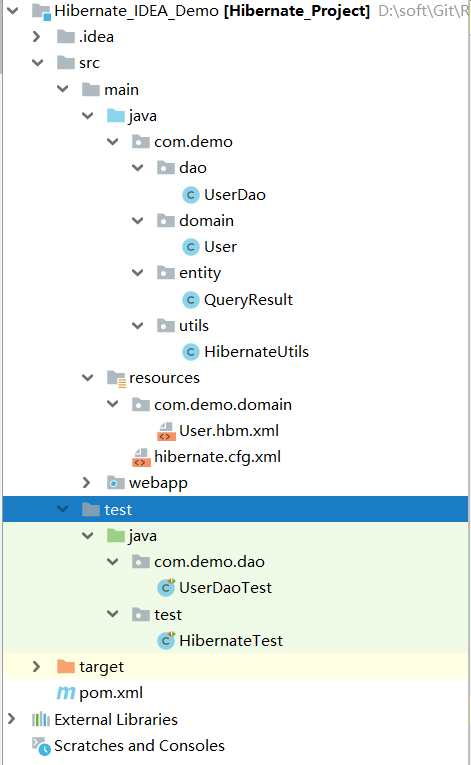 Hibernate_IDEA_Demo [Hibernate_Project] D:\soft\Git\R
.idea
src
main
java
com.demo
dao
UserDao
domain
User
entity
QueryResult
utils
HibernateUtils
resources
com.demo.domain
User.hbm.xml
hibernate.cfg.xml
webapp
test
java
com.demo.dao
UserDaoTest
test
HibernateTest
target
pom.xml
External Libraries
Scratches and Consoles